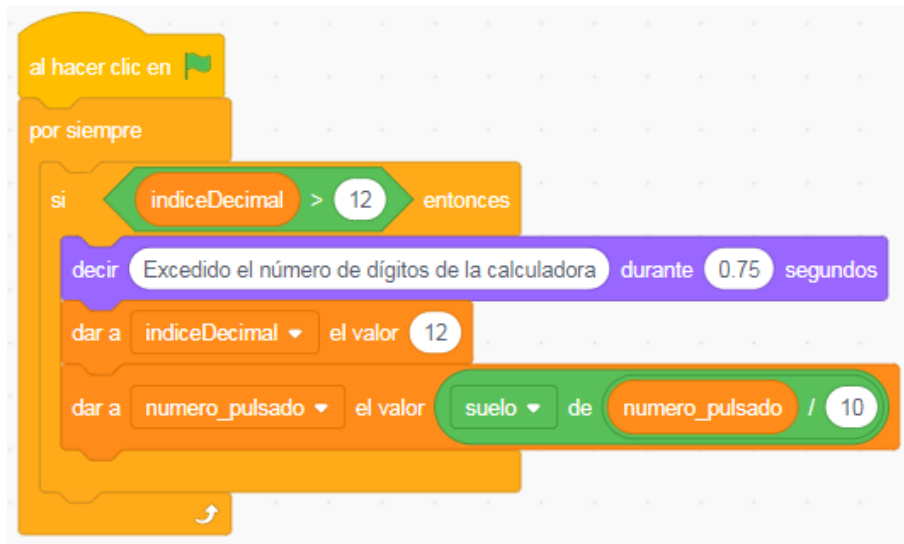 al hacer clic en
por siempre
si indiceDecimal > 12 entonces
decir Excedido el número de dígitos de la calculadora durante 0.75 segundos
dar a indiceDecimal el valor 12
dar a numero_pulsado el valor suelo de numero_pulsado / 10